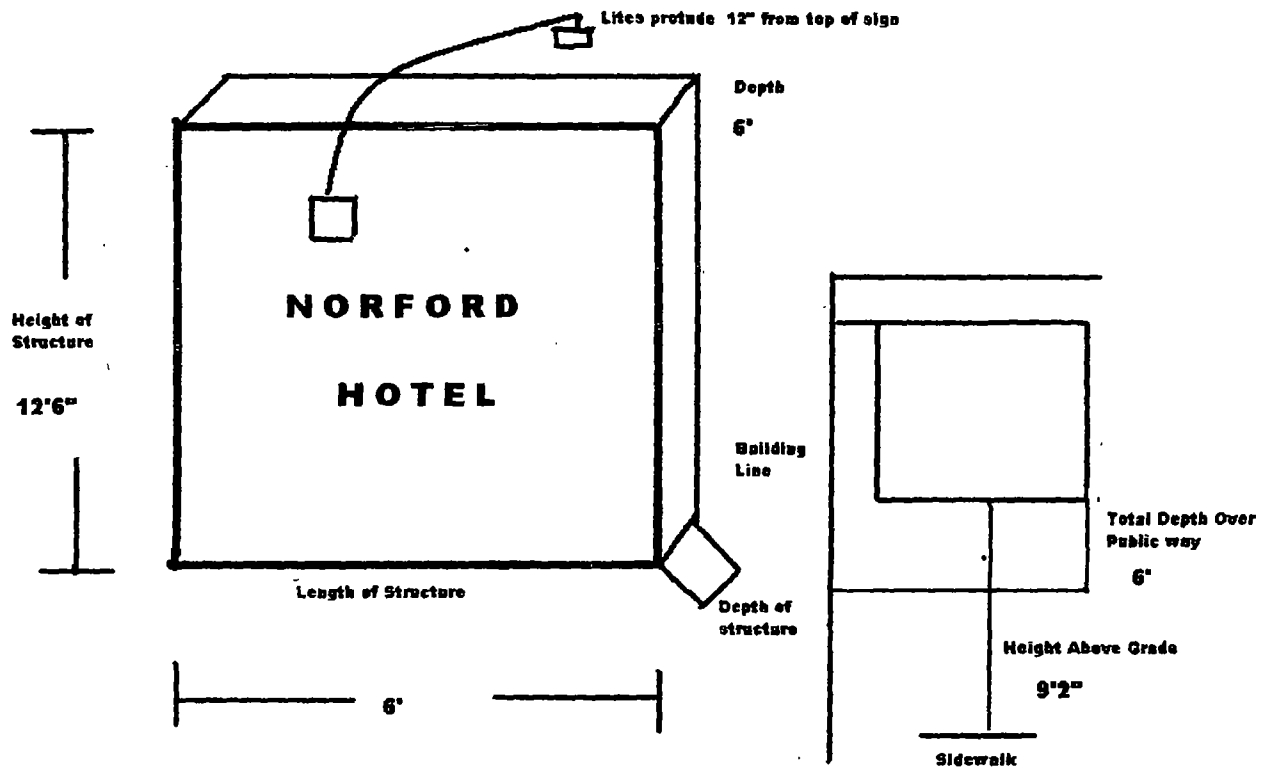 Lites protude 12" from top of sign
Depth
6"
NORFORD
HOTEL
Height of
Structure
12'6"
Building
Line
Length of Structure
Depth of
structure
6'
Total Depth Over
Public way
6'
Height Above Grade
9'2"
Sidewalk